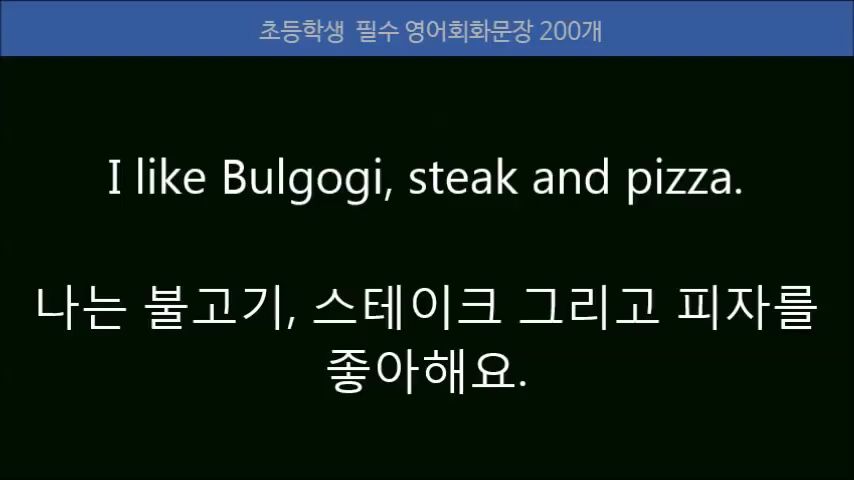 초등학생 필수 영어회화문장 200개
I like Bulgogi, steak and pizza.
나는 불고기, 스테이크 그리고 피자를
좋아해요.